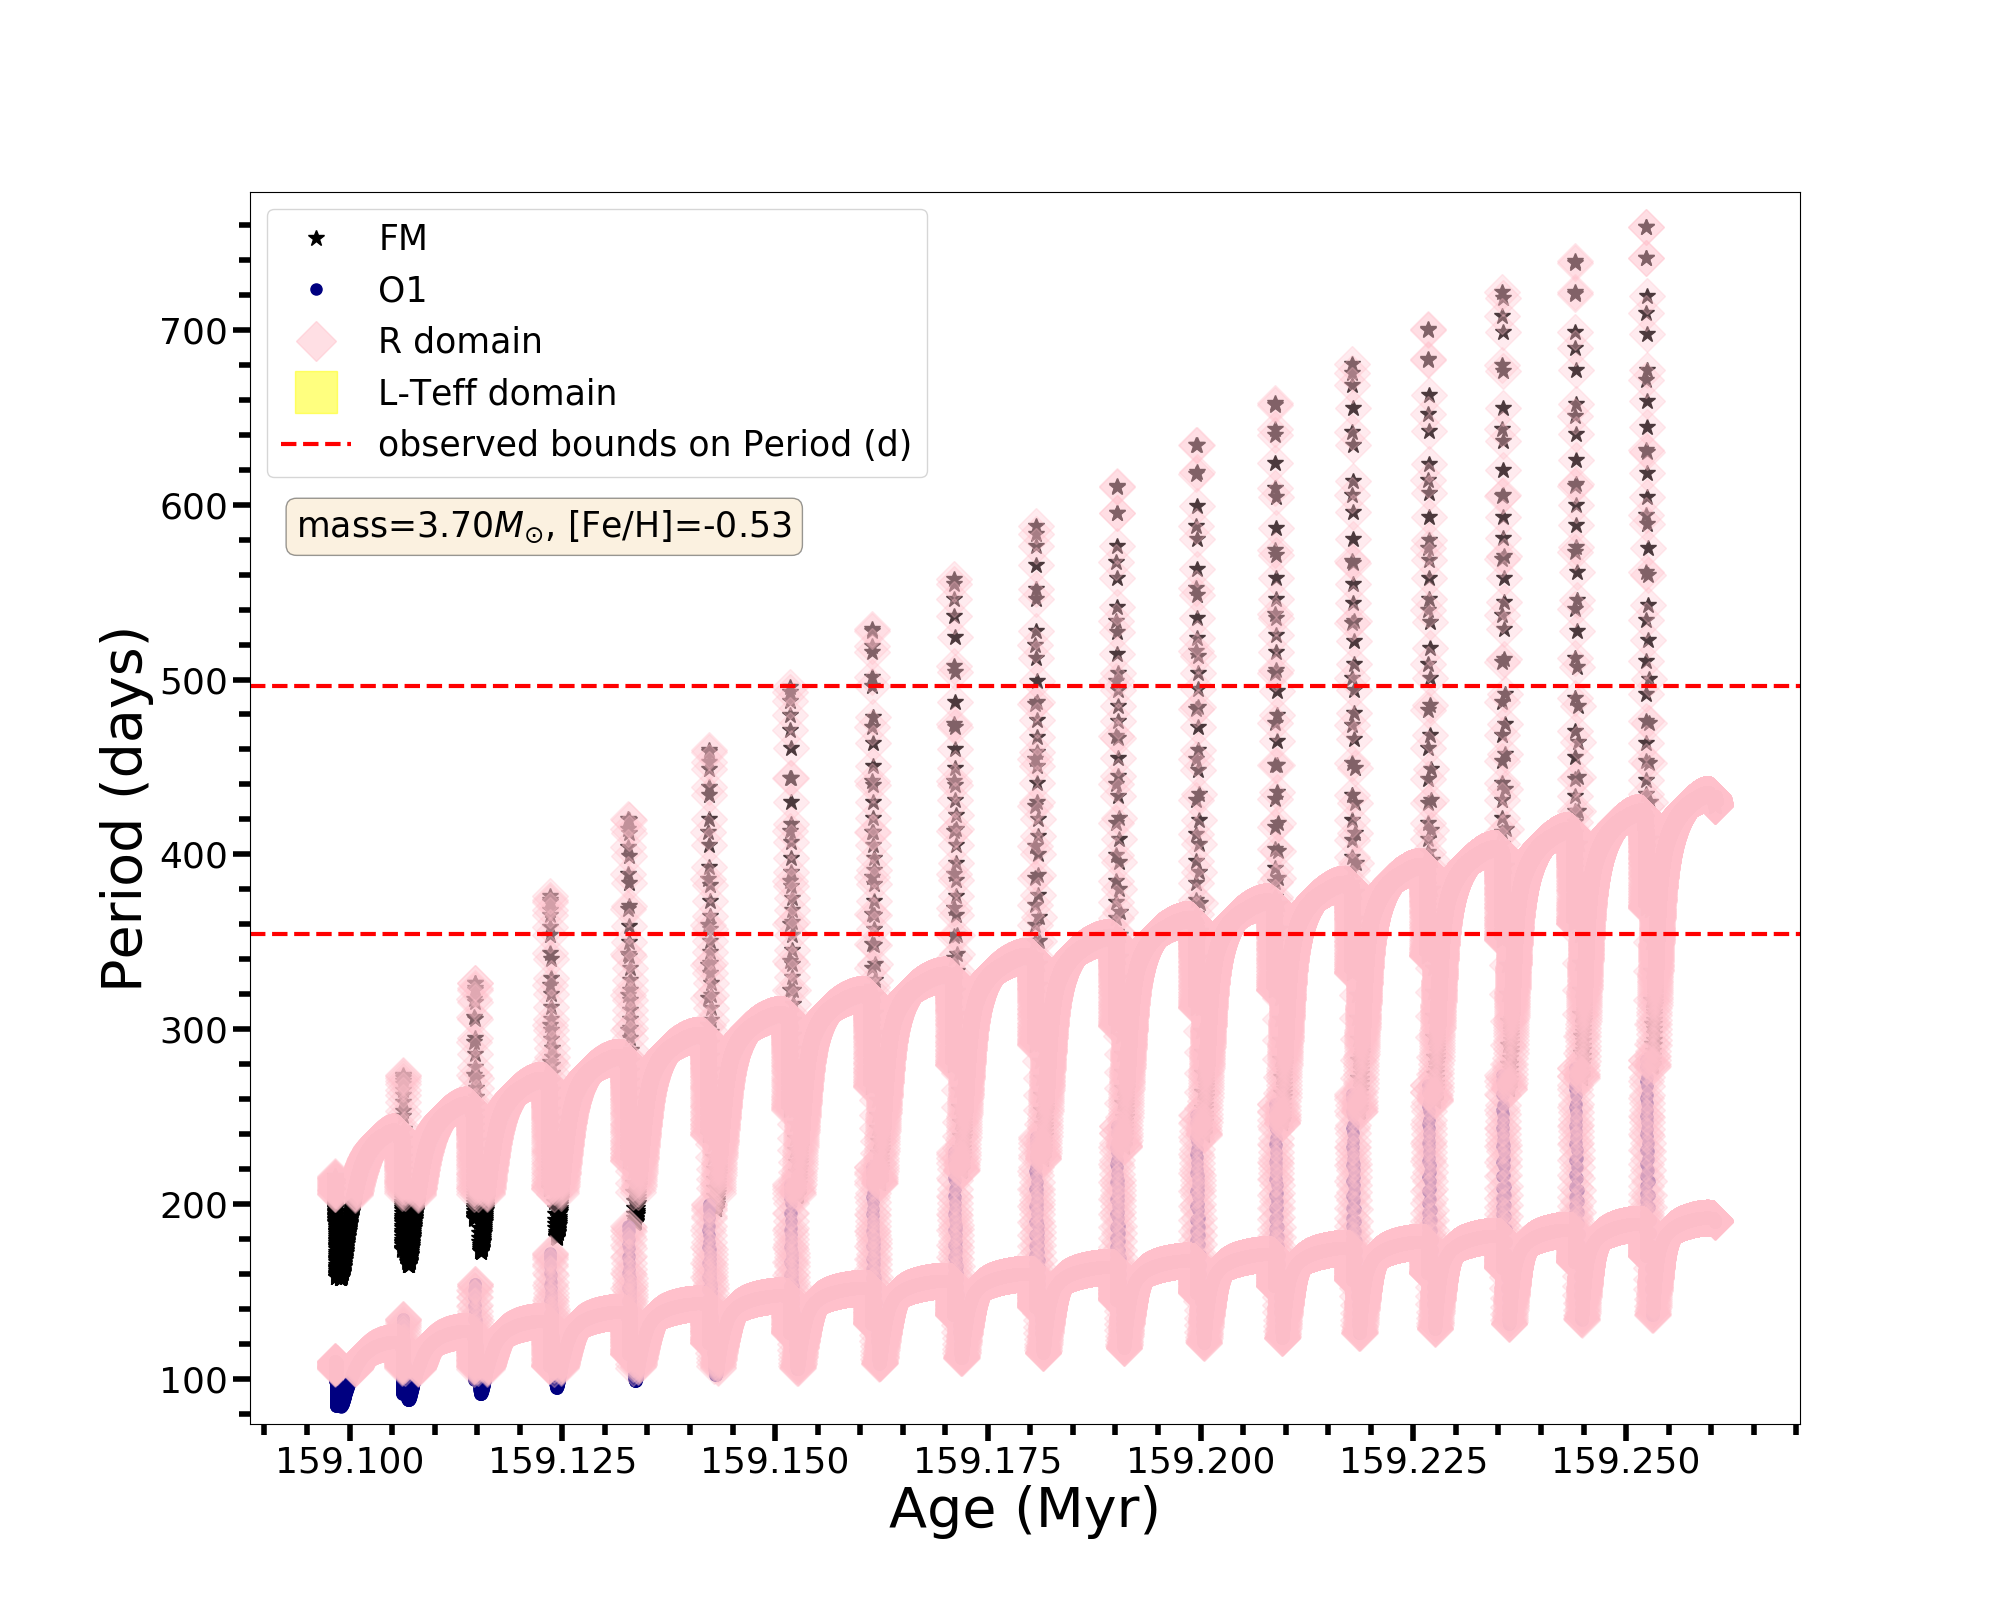 FM
O1
R domain
L-Teff domain
observed bounds on Period (d)
mass=3.70M⊙, [Fe/H]=-0.53
Period (days)
700
600
500
400
300
200
100
159.100 159.125 159.150 159.175 159.200 159.225 159.250
Age (Myr)